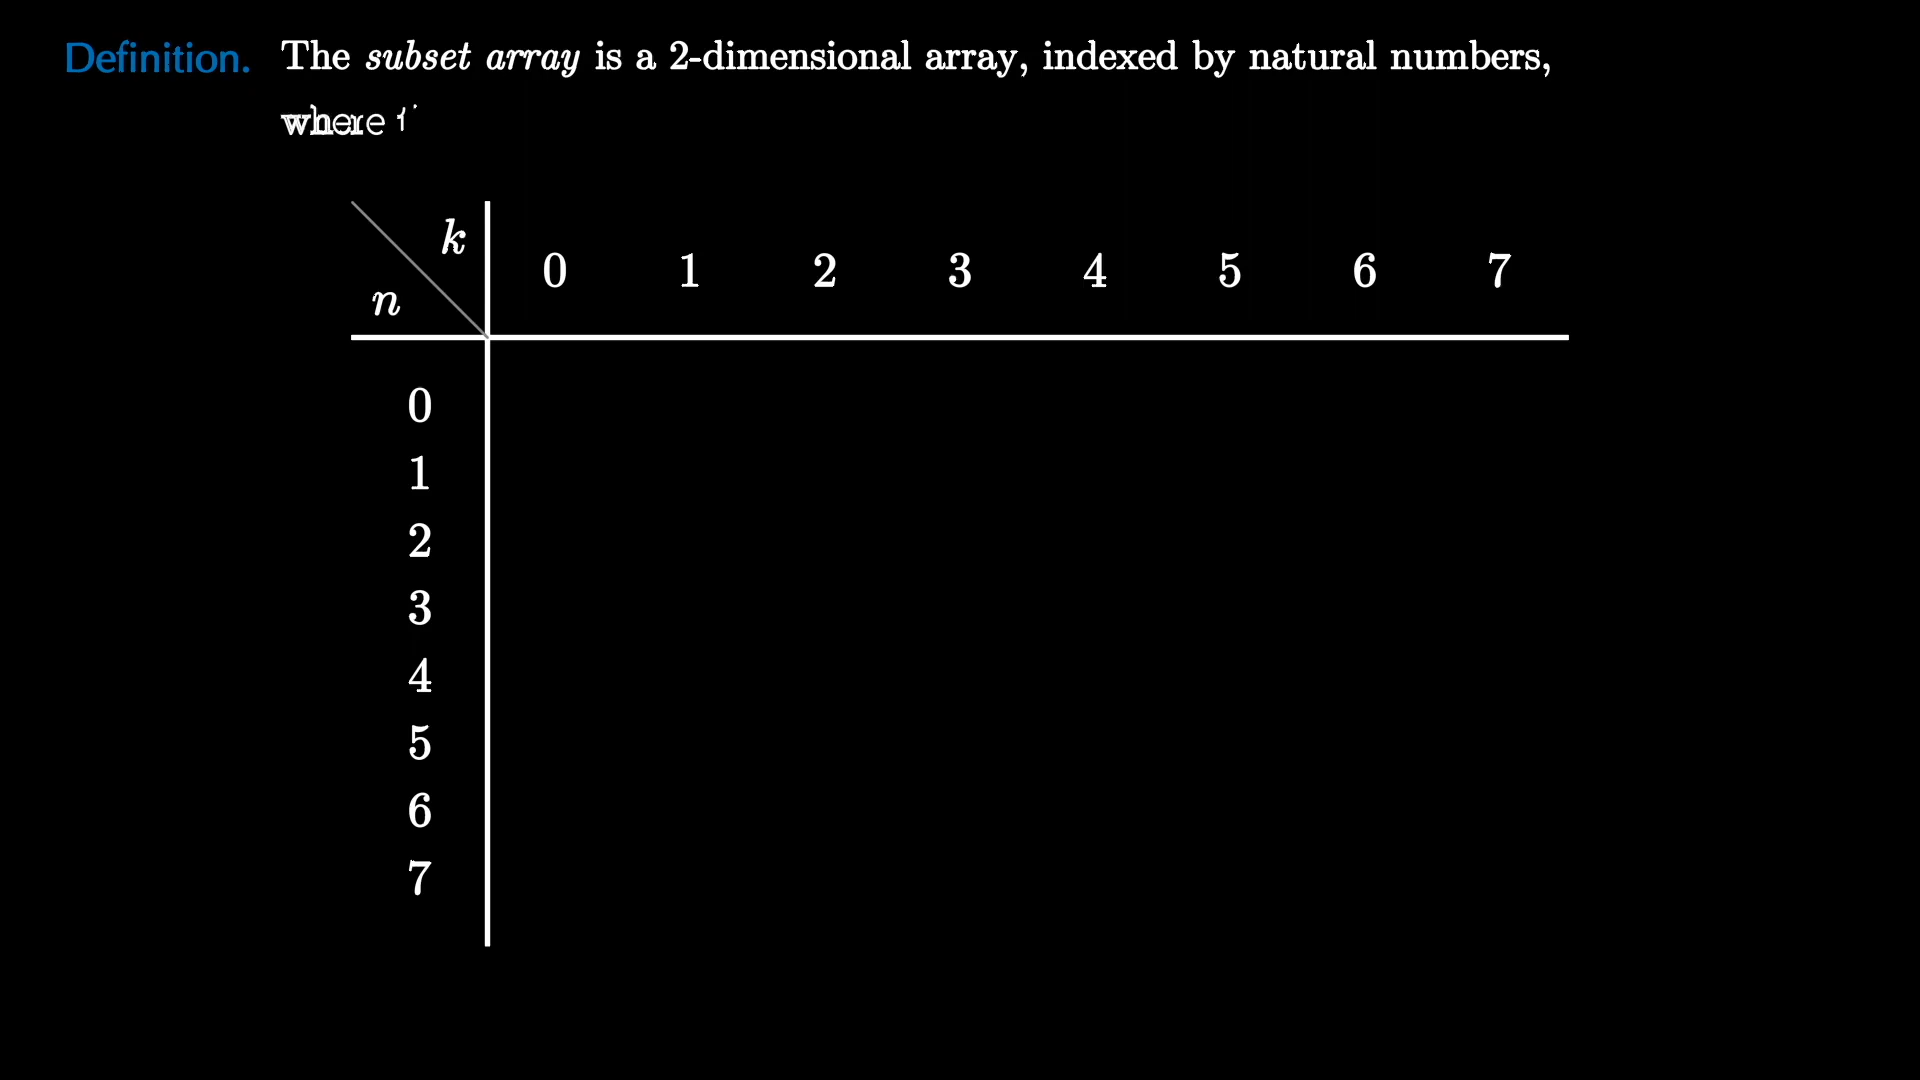 Definition. The subset array is a 2-dimensional array, indexed by natural numbers,
where
k
n
0 1 2 3 4 5 6 7
0
1
2
3
4
5
6
7